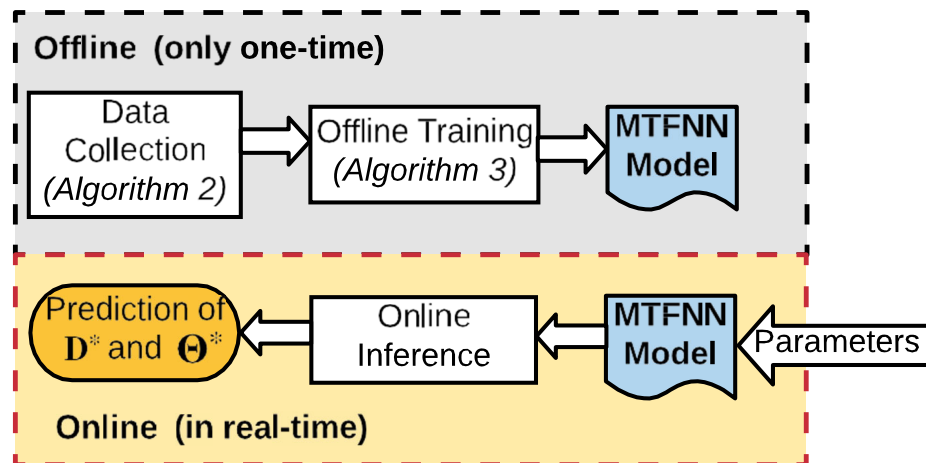 Offline (only one-time)
Data
Collection
(Algorithm 2)
Offline Training
(Algorithm 3)
MTFNN
Model
Prediction of
D* and Θ*
Online
Inference
MTFNN
Model
Parameters
Online (in real-time)